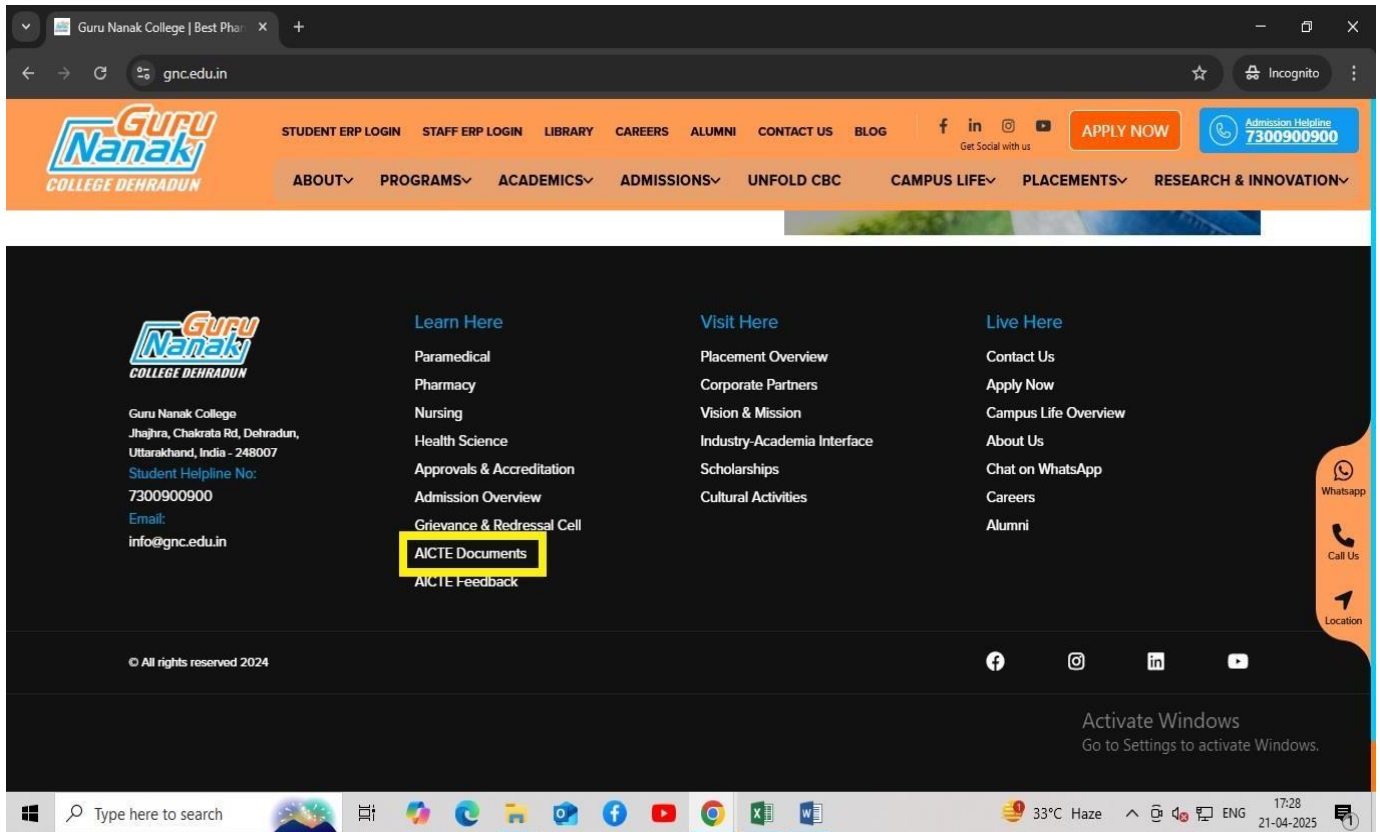 Guru Nanak College | Best Phar
gnc.edu.in
Incognito
Guru
Nanak
COLLEGE DEHRADUN
STUDENT ERP LOGIN STAFF ERP LOGIN LIBRARY CAREERS ALUMNI CONTACT US BLOG
Get Social with us
APPLY NOW
Admission Helpline
7300900900
ABOUT PROGRAMS ACADEMICS ADMISSIONS UNFOLD CBC CAMPUS LIFE PLACEMENTS RESEARCH & INNOVATION
Guru
Nanak
COLLEGE DEHRADUN
Guru Nanak College
Jhajhra, Chakrata Rd, Dehradun,
Uttarakhand, India - 248007
Student Helpline No:
7300900900
Email:
info@gnc.edu.in
Learn Here
Paramedical
Pharmacy
Nursing
Health Science
Approvals & Accreditation
Admission Overview
Grievance & Redressal Cell
AICTE Documents
AICTE Feedback
Visit Here
Placement Overview
Corporate Partners
Vision & Mission
Industry-Academia Interface
Scholarships
Cultural Activities
Live Here
Contact Us
Apply Now
Campus Life Overview
About Us
Chat on WhatsApp
Careers
Alumni
Whatsapp
Call Us
Location
© All rights reserved 2024
Activate Windows
Go to Settings to activate Windows.
Type here to search
33°C Haze
ENG
17:28
21-04-2025
1